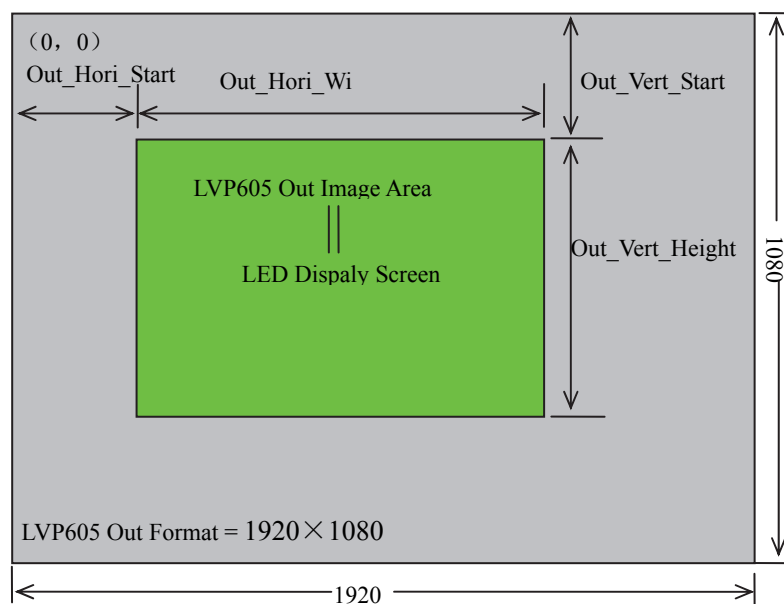 （0，0）
Out_Hori_Start
Out_Hori_Wi
Out_Vert_Start
LVP605 Out Image Area
LED Dispaly Screen
Out_Vert_Height
1080
LVP605 Out Format = 1920×1080
1920